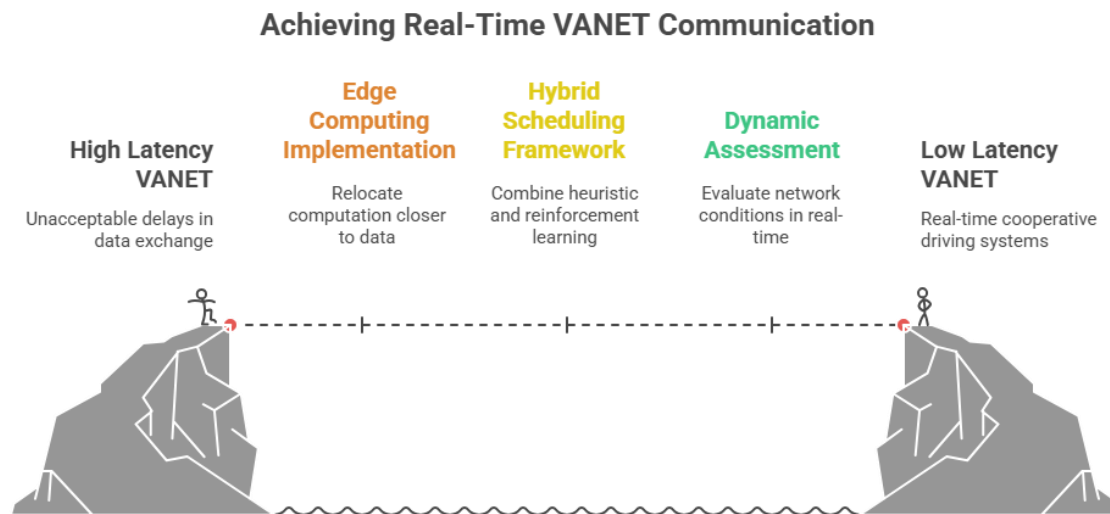 Achieving Real-Time VANET Communication
High Latency
VANET
Unacceptable delays in
data exchange
Edge
Computing
Implementation
Relocate
computation closer
to data
Hybrid
Scheduling
Framework
Combine heuristic
and reinforcement
learning
Dynamic
Assessment
Evaluate network
conditions in real-
time
Low Latency
VANET
Real-time cooperative
driving systems